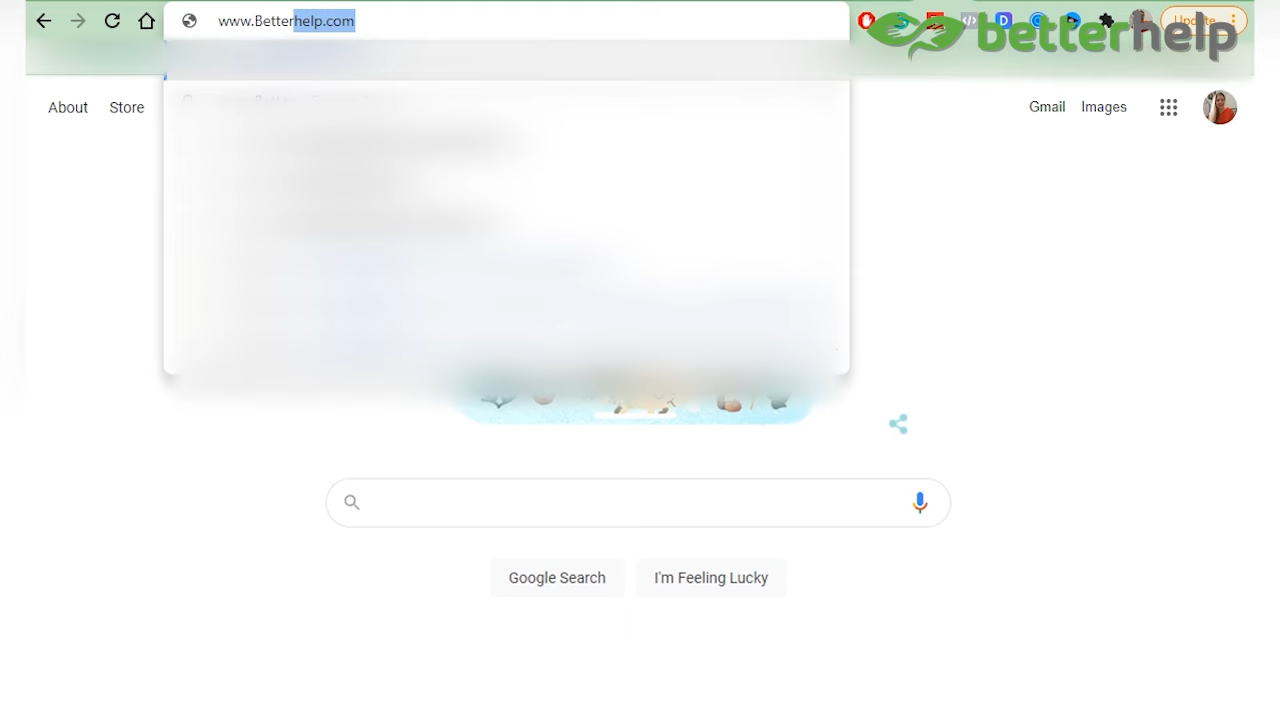 www.Betterhelp.com
Update
betterhelp
About Store
Gmail Images
Google Search I'm Feeling Lucky